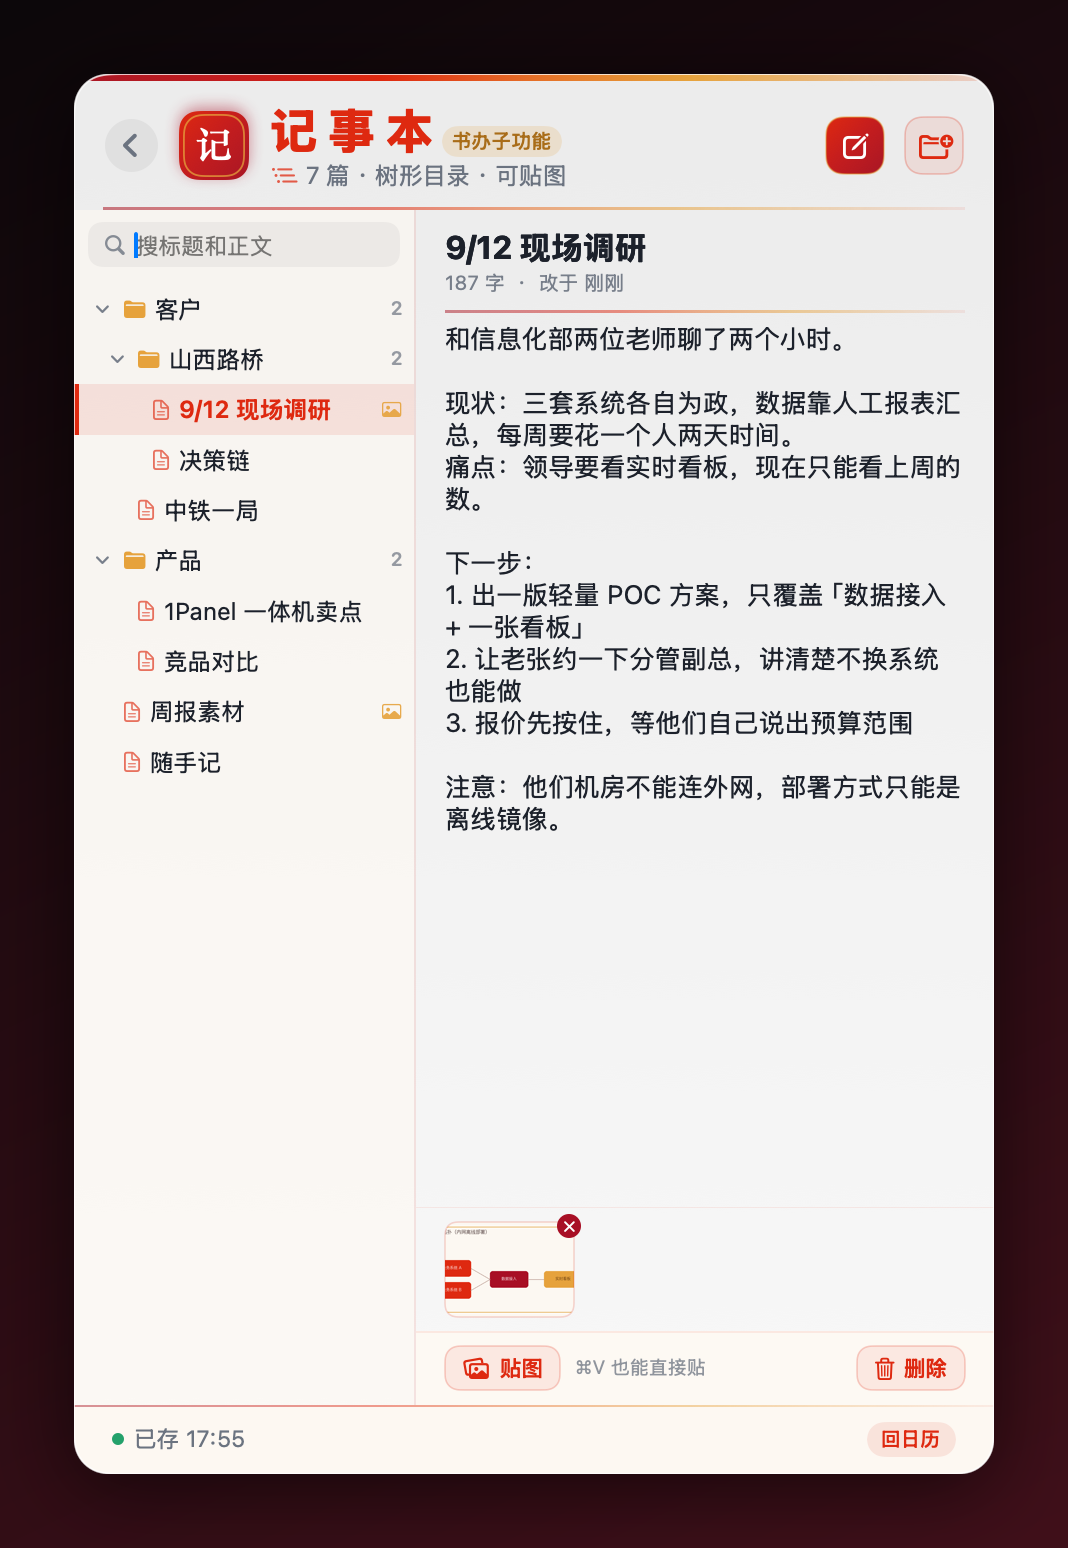 记
记事本
书办子功能
7 篇 · 树形目录 · 可贴图
搜标题和正文
客户 2
山西路桥 2
9/12 现场调研
决策链
中铁一局
产品 2
1Panel 一体机卖点
竞品对比
周报素材
随手记
9/12 现场调研
187 字 · 改于 刚刚
和信息化部两位老师聊了两个小时。
现状：三套系统各自为政，数据靠人工报表汇
总，每周要花一个人两天时间。
痛点：领导要看实时看板，现在只能看上周的
数。
下一步：
1. 出一版轻量 POC 方案，只覆盖「数据接入
+ 一张看板」
2. 让老张约一下分管副总，讲清楚不换系统
也能做
3. 报价先按住，等他们自己说出预算范围
注意：他们机房不能连外网，部署方式只能是
离线镜像。
（内网离线部署）
数据接入
贴图
⌘V 也能直接贴
删除
已存 17:55
回日历